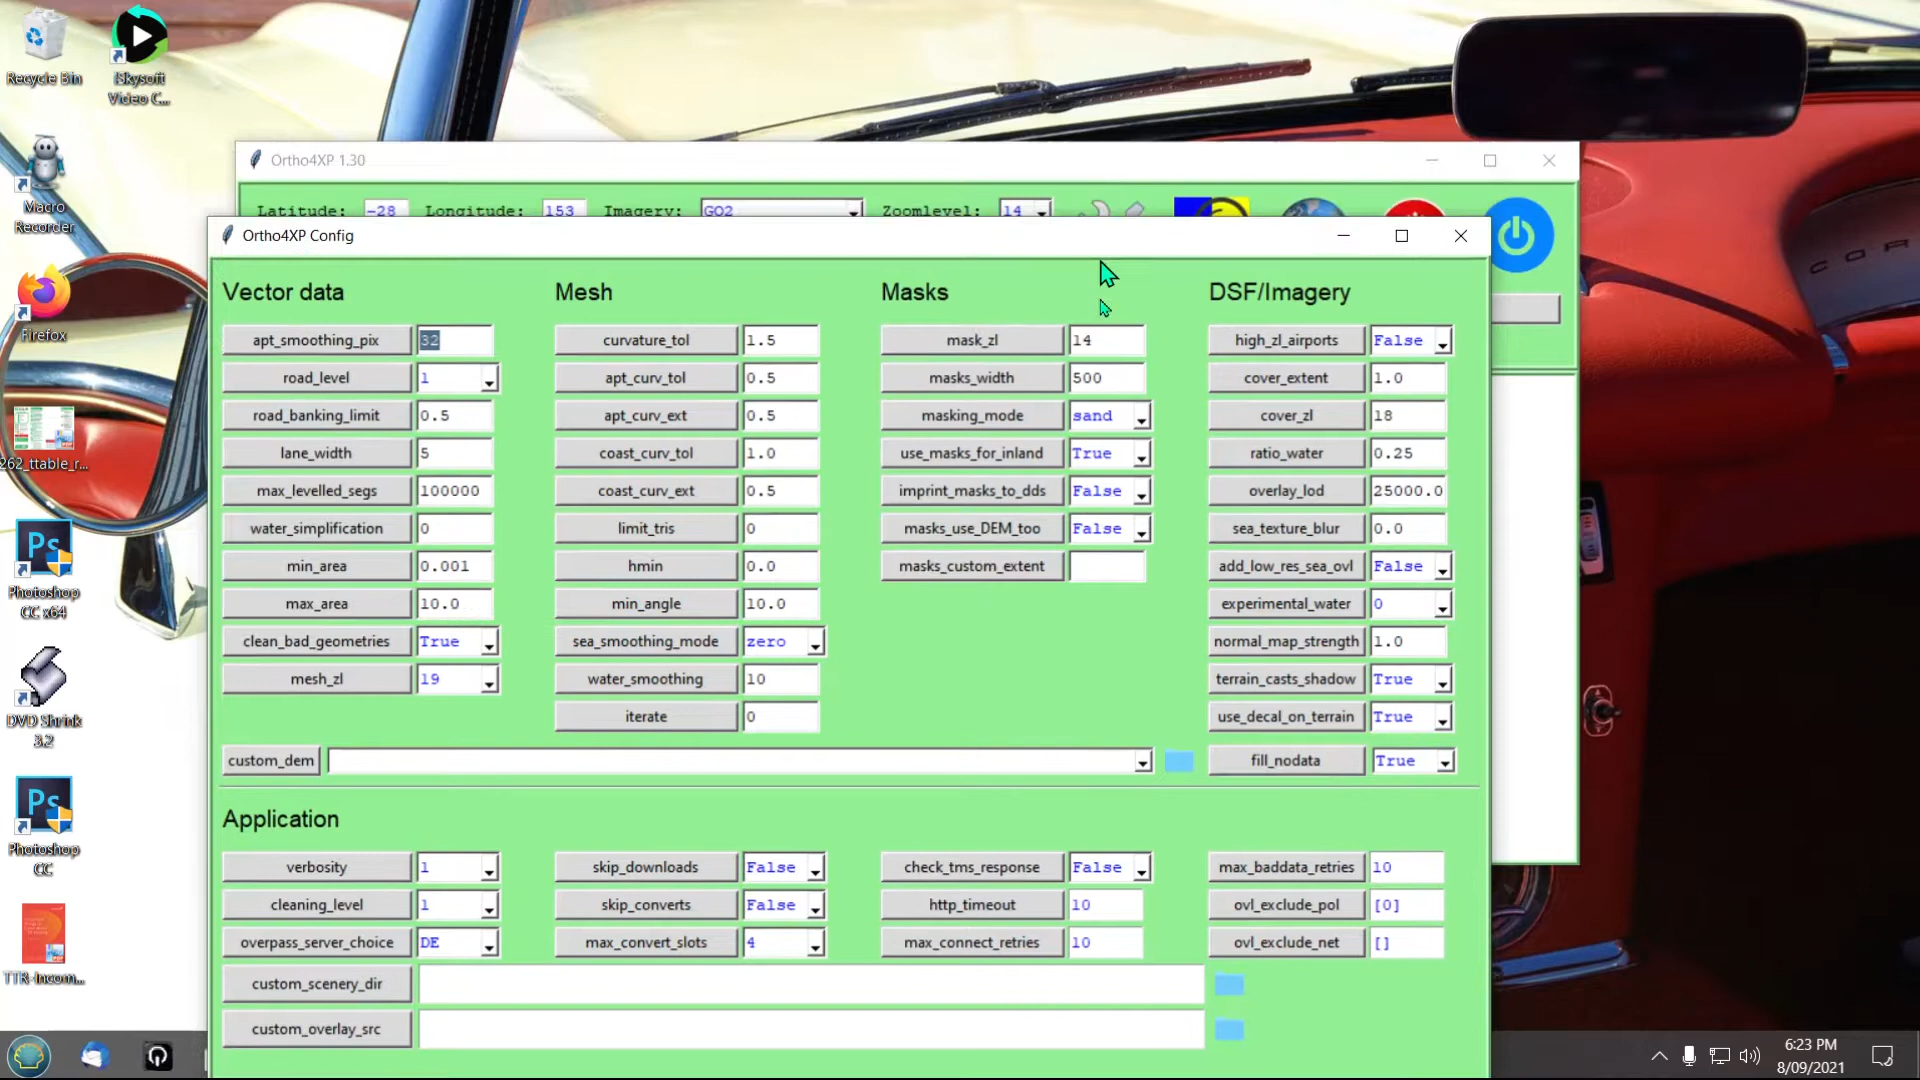 Recycle Bin
iSkysoft
Video C...
Macro
Recorder
Firefox
262_ttable_r...
Photoshop
CC x64
DVD Shrink
3.2
Photoshop
CC
TTR-Incom...
Ortho4XP 1.30
Latitude: -28 Longitude: 153 Imagery: GO2 Zoomlevel: 14
Ortho4XP Config
Vector data Mesh Masks DSF/Imagery
apt_smoothing_pix 32 curvature_tol 1.5 mask_zl 14 high_zl_airports False
road_level 1 apt_curv_tol 0.5 masks_width 500 cover_extent 1.0
road_banking_limit 0.5 apt_curv_ext 0.5 masking_mode sand cover_zl 18
lane_width 5 coast_curv_tol 1.0 use_masks_for_inland True ratio_water 0.25
max_levelled_segs 100000 coast_curv_ext 0.5 imprint_masks_to_dds False overlay_lod 25000.0
water_simplification 0 limit_tris 0 masks_use_DEM_too False sea_texture_blur 0.0
min_area 0.001 hmin 0.0 masks_custom_extent add_low_res_sea_ovl False
max_area 10.0 min_angle 10.0 experimental_water 0
clean_bad_geometries True sea_smoothing_mode zero normal_map_strength 1.0
mesh_zl 19 water_smoothing 10 terrain_casts_shadow True
iterate 0 use_decal_on_terrain True
custom_dem fill_nodata True
Application
verbosity 1 skip_downloads False check_tms_response False max_baddata_retries 10
cleaning_level 1 skip_converts False http_timeout 10 ovl_exclude_pol [0]
overpass_server_choice DE max_convert_slots 4 max_connect_retries 10 ovl_exclude_net []
custom_scenery_dir
custom_overlay_src
6:23 PM
8/09/2021